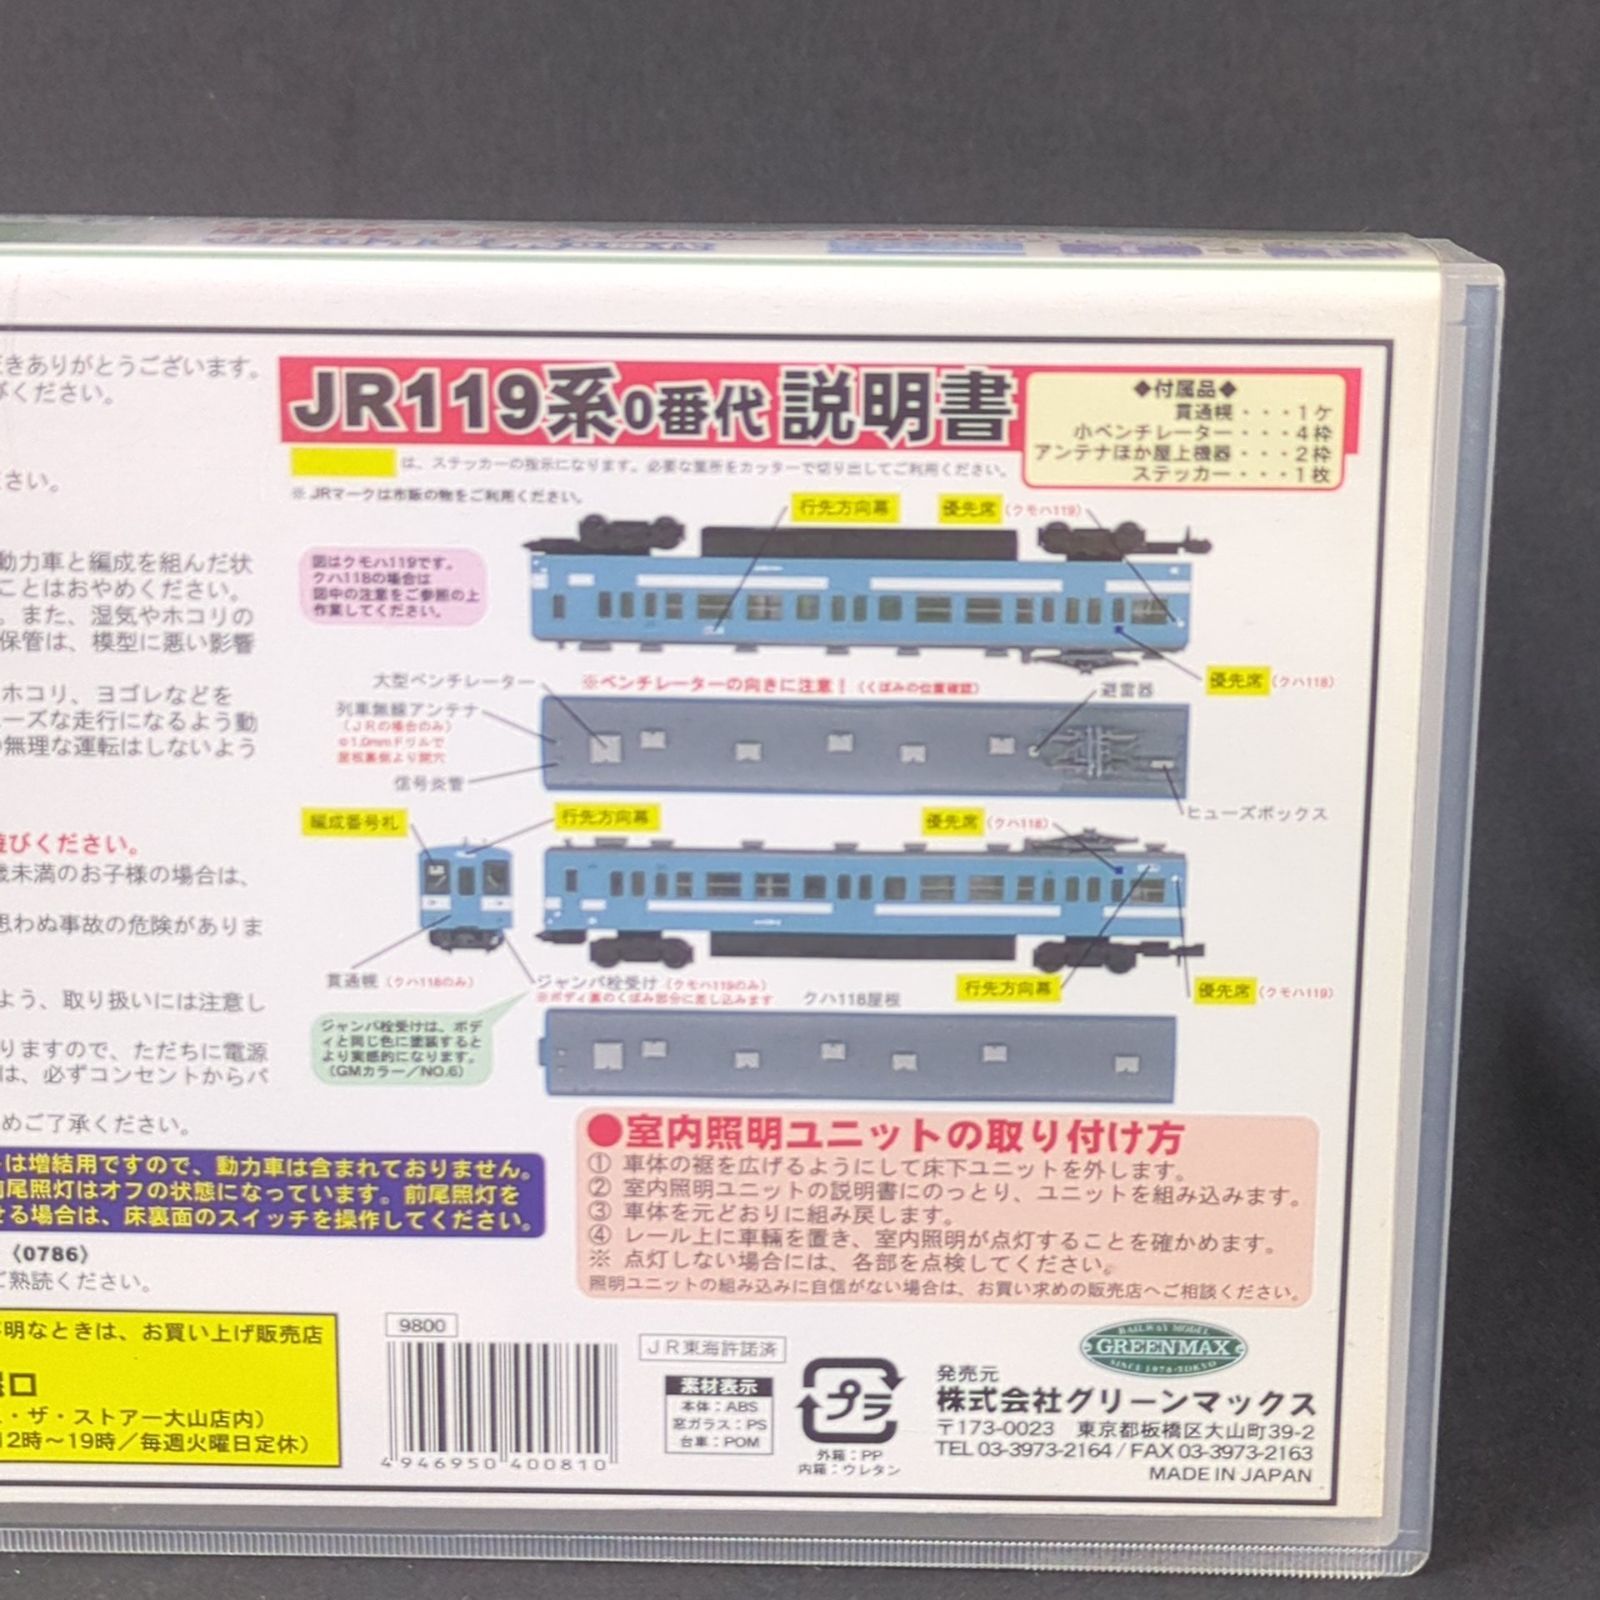 きありがとうございます。
びください。
さい。
動力車と編成を組んだ状
ことはおやめください。
。また、湿気やホコリの
保管は、模型に悪い影響
ホコリ、ヨゴレなどを
ーズな走行になるよう動
無理な運転はしないよう
びください。
歳未満のお子様の場合は、
思わぬ事故の危険がありま
よう、取り扱いには注意し
りますので、ただちに電源
は、必ずコンセントからパ
めご了承ください。
は増結用ですので、動力車は含まれておりません。
前尾照灯はオフの状態になっています。前尾照灯を
せる場合は、床裏面のスイッチを操作してください。
〈0786〉
ご熟読ください。
明なときは、お買い上げ販売店
口
・ザ・ストアー大山店内）
12時～19時／毎週火曜日定休）
JR119系0番代 説明書
◆付属品◆
貫通幌・・・1ケ
小ベンチレーター・・・4枠
アンテナほか屋上機器・・・2枠
ステッカー・・・1枚
は、ステッカーの指示になります。必要な箇所をカッターで切り出してご利用ください。
※JRマークは市販の物をご利用ください。
図はクモハ119です。
クハ118の場合は
図中の注意をご参照の上
作業してください。
行先方向幕
優先席（クモハ119）
優先席（クハ118）
大型ベンチレーター
※ベンチレーターの向きに注意！（くぼみの位置確認）
避雷器
列車無線アンテナ
（JRの場合のみ）
Φ1.0mmドリルで
屋根裏側より開穴
信号炎管
ヒューズボックス
編成番号札
行先方向幕
優先席（クハ118）
貫通幌（クハ118のみ）
ジャンパ栓受け（クモハ119のみ）
※ボディ裏のくぼみ部分に差し込みます
クハ118屋根
行先方向幕
優先席（クモハ119）
ジャンパ栓受けは、ボデ
ィと同じ色に塗装すると
より実感的になります。
（GMカラー／NO.6）
●室内照明ユニットの取り付け方
① 車体の裾を広げるようにして床下ユニットを外します。
② 室内照明ユニットの説明書にのっとり、ユニットを組み込みます。
③ 車体を元どおりに組み戻します。
④ レール上に車輛を置き、室内照明が点灯することを確かめます。
※ 点灯しない場合には、各部を点検してください。
照明ユニットの組み込みに自信がない場合は、お買い求めの販売店へご相談ください。
9800
4946950400810
JR東海許諾済
素材表示
本体：ABS
窓ガラス：PS
台車：POM
プラ
外箱：PP
内箱：ウレタン
RAILWAY MODEL
GREENMAX
SINCE 1976・TOKYO
発売元
株式会社グリーンマックス
〒173-0023 東京都板橋区大山町39-2
TEL 03-3973-2164 / FAX 03-3973-2163
MADE IN JAPAN